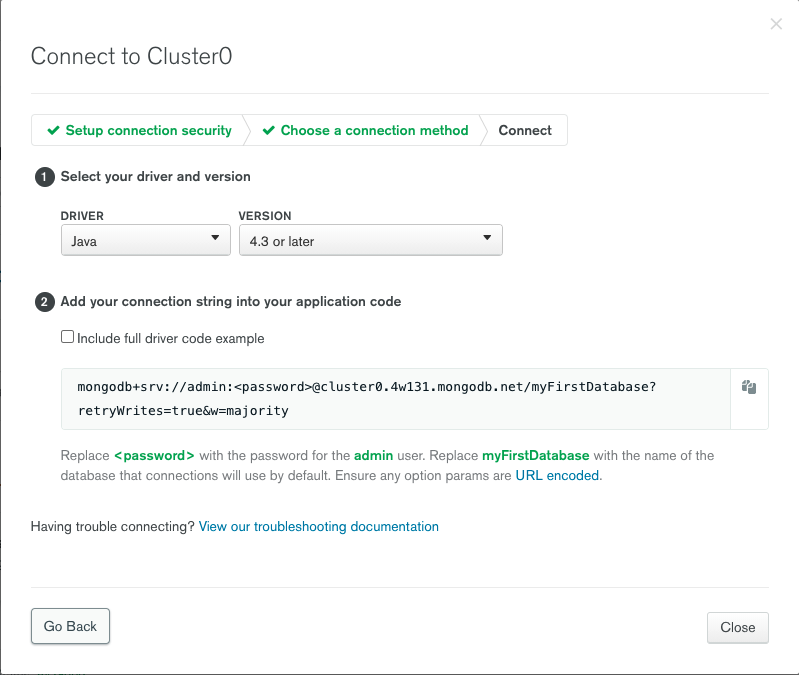 Connect to Cluster0
Setup connection security
Choose a connection method
Connect
1 Select your driver and version
DRIVER
VERSION
Java
4.3 or later
2 Add your connection string into your application code
Include full driver code example
mongodb+srv://admin:<password>@cluster0.4w131.mongodb.net/myFirstDatabase?
retryWrites=true&w=majority
Replace <password> with the password for the admin user. Replace myFirstDatabase with the name of the
database that connections will use by default. Ensure any option params are URL encoded.
Having trouble connecting? View our troubleshooting documentation
Go Back
Close